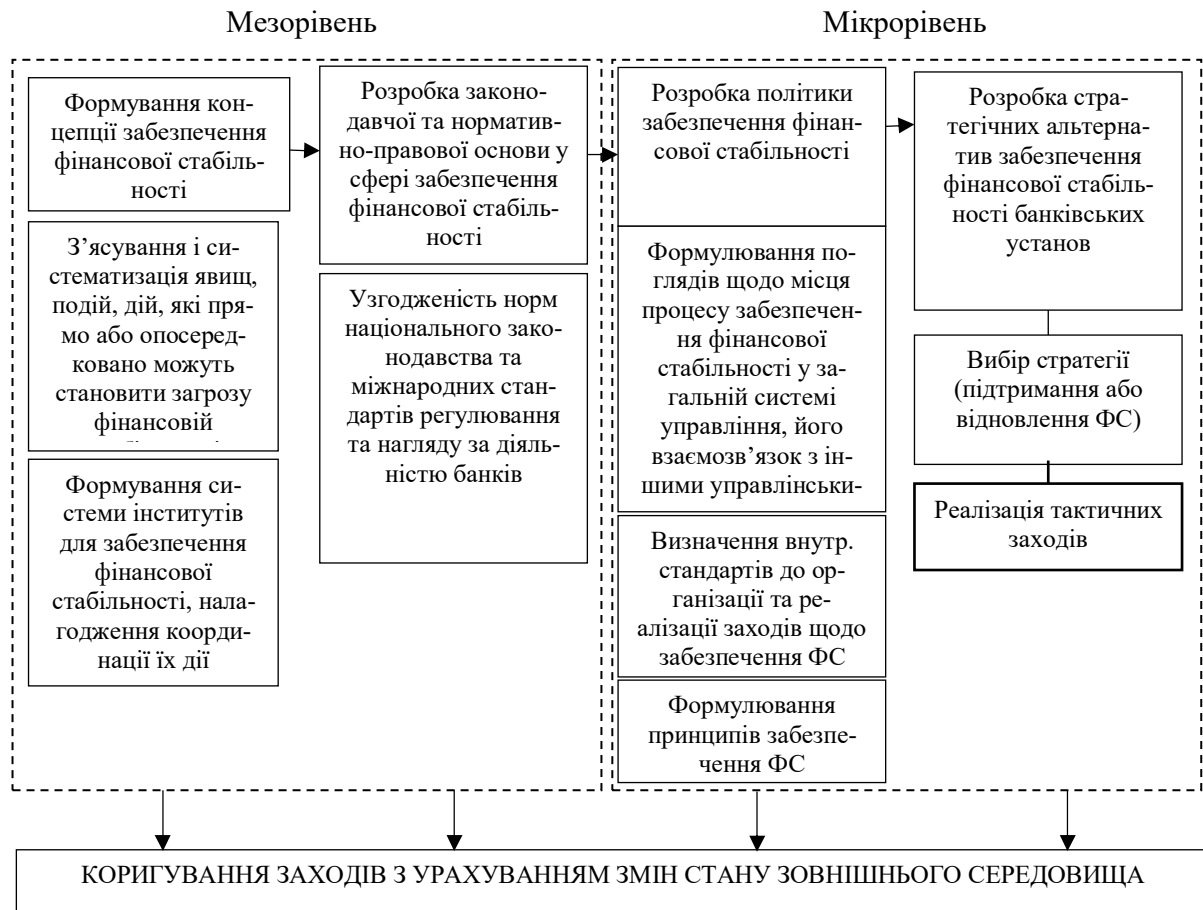 Мезорівень
Мікрорівень
Формування кон-
цепції забезпечення
фінансової стабіль-
ності
З’ясування і си-
стематизація явищ,
подій, дій, які пря-
мо або опосеред-
ковано можуть
становити загрозу
фінансовій
Формування си-
стеми інститутів
для забезпечення
фінансової
стабільності, нала-
годження коорди-
нації їх дії
Розробка законо-
давчої та норматив-
но-правової основи у
сфері забезпечення
фінансової стабіль-
ності
Узгодженість норм
національного зако-
нодавства та
міжнародних стан-
дартів регулювання
та нагляду за діяль-
ністю банків
Розробка політики
забезпечення фінан-
сової стабільності
Формулювання по-
глядів щодо місця
процесу забезпечен-
ня фінансової
стабільності у за-
гальній системі
управління, його
взаємозв’язок з ін-
шими управлінськи-
Визначення внутр.
стандартів до ор-
ганізації та ре-
алізації заходів щодо
забезпечення ФС
Формулювання
принципів забезпе-
чення ФС
Розробка стра-
тегічних альтерна-
тив забезпечення
фінансової стабіль-
ності банківських
установ
Вибір стратегії
(підтримання або
відновлення ФС)
Реалізація тактичних
заходів
КОРИГУВАННЯ ЗАХОДІВ З УРАХУВАННЯМ ЗМІН СТАНУ ЗОВНІШНЬОГО СЕРЕДОВИЩА